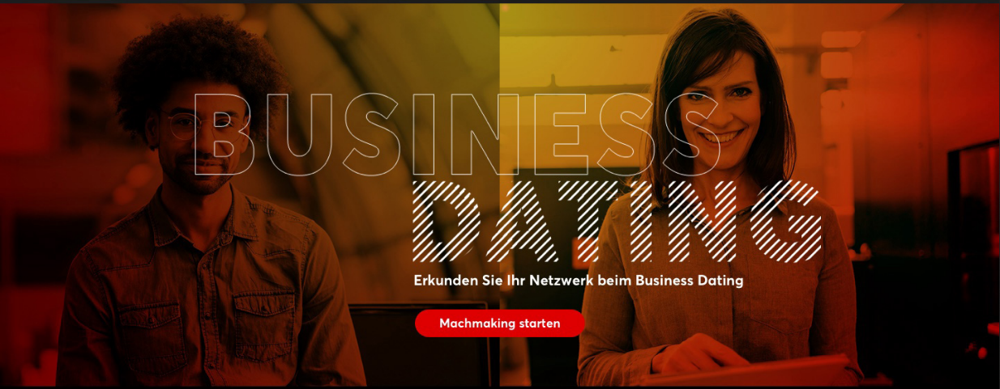 BUSINESS
DATING
Erkunden Sie Ihr Netzwerk beim Business Dating
Machmaking starten